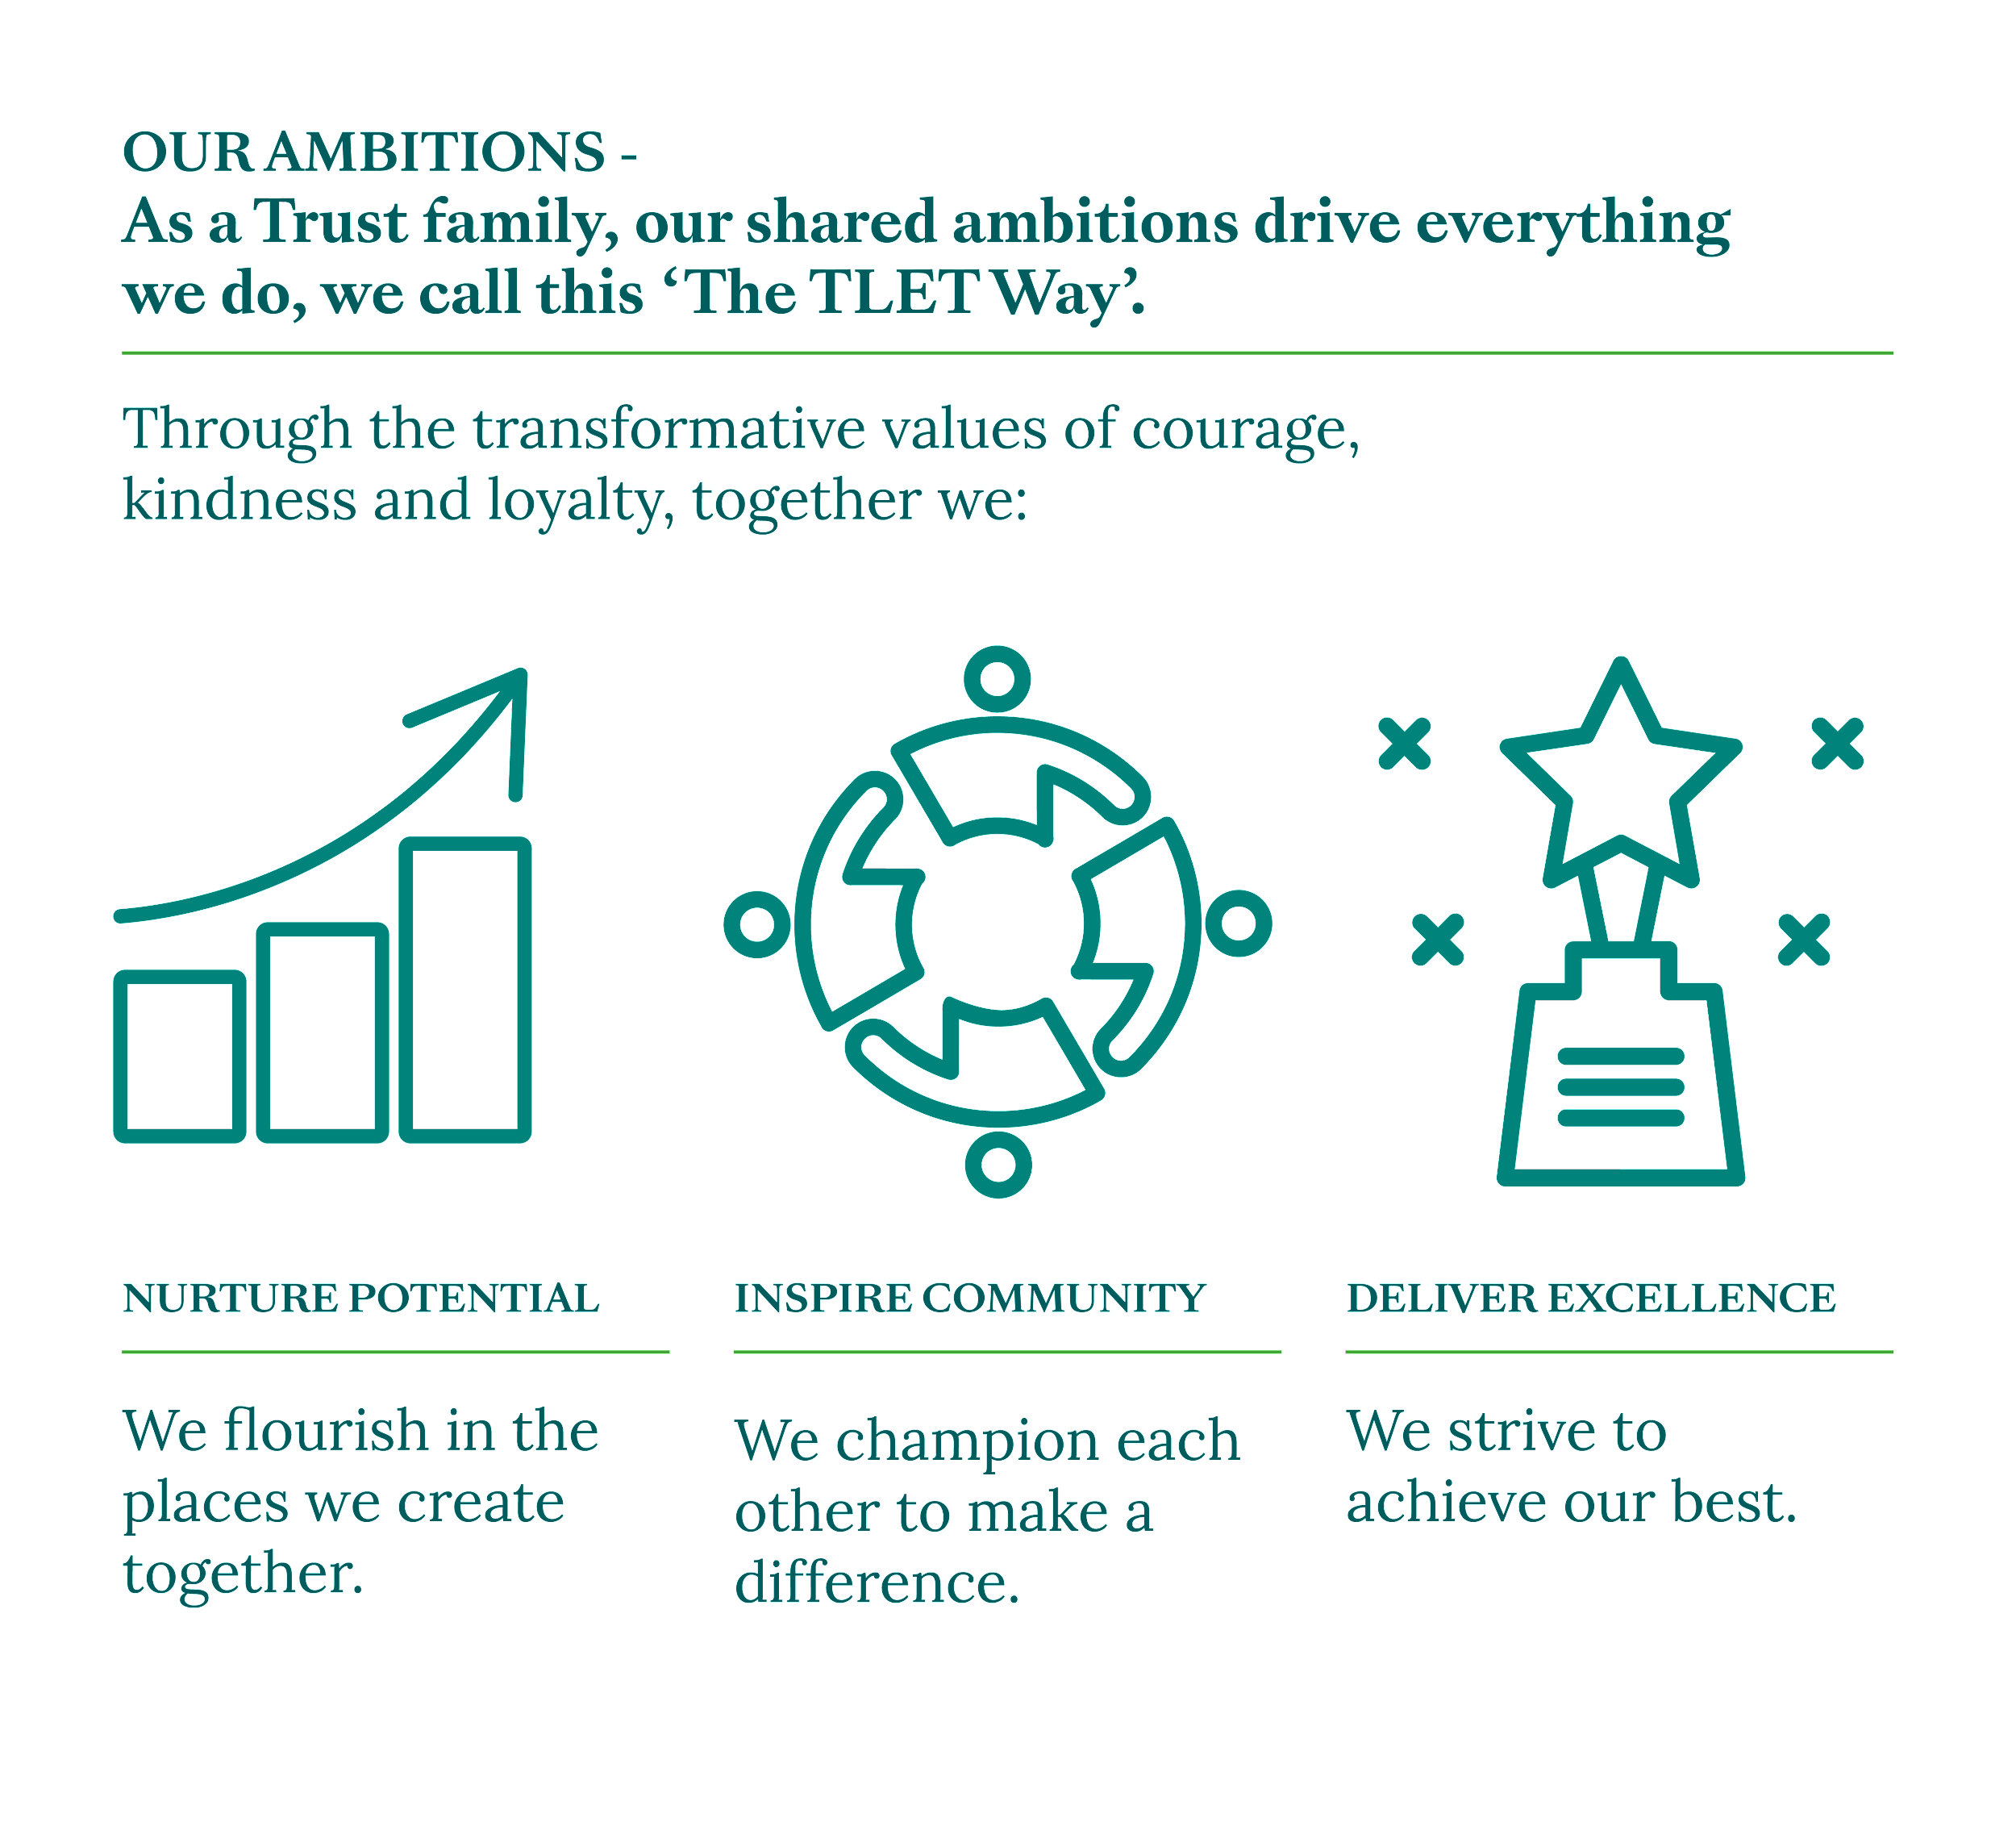 OUR AMBITIONS -
As a Trust family, our shared ambitions drive everything
we do, we call this ‘The TLET Way’.
Through the transformative values of courage,
kindness and loyalty, together we:
NURTURE POTENTIAL
We flourish in the
places we create
together.
INSPIRE COMMUNITY
We champion each
other to make a
difference.
DELIVER EXCELLENCE
We strive to
achieve our best.